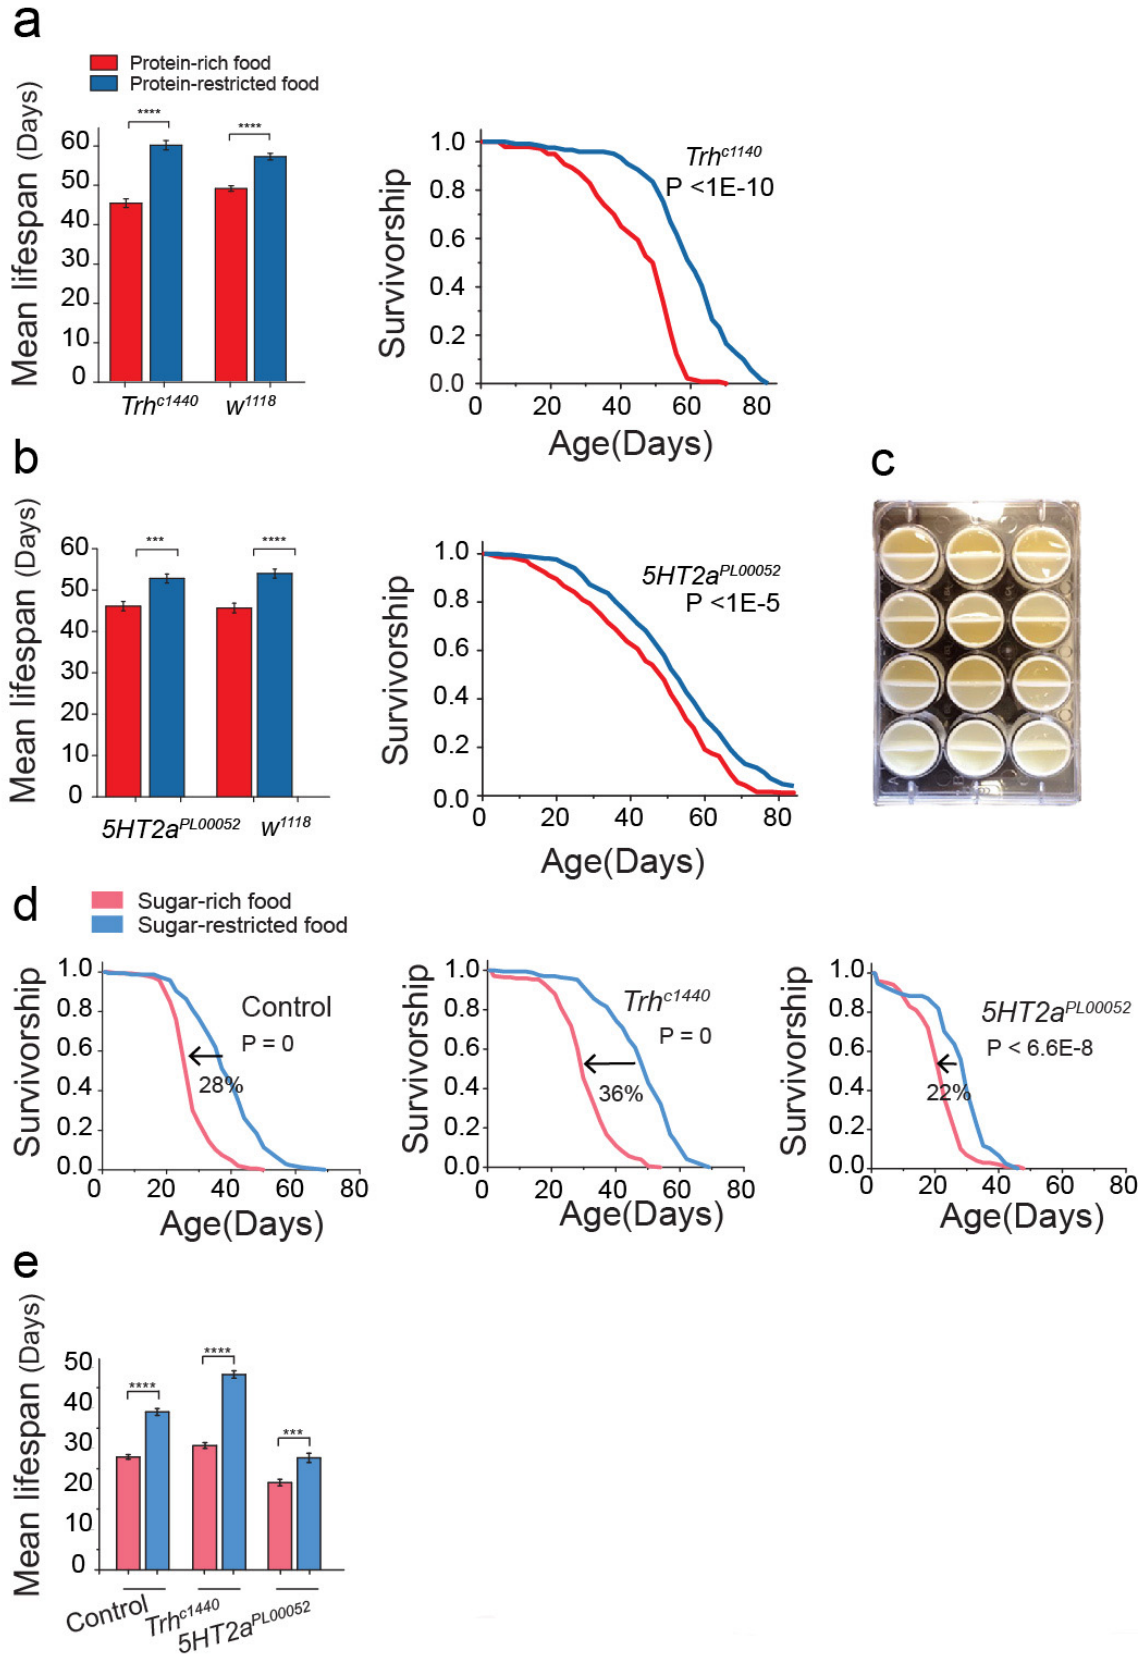 a
Protein-rich food
Protein-restricted food
Mean lifespan (Days)
60
50
40
30
20
10
0
****
****
Trhc1440
w1118
Survivorship
1.0
0.8
0.6
0.4
0.2
0.0
Trhc1140
P <1E-10
0 20 40 60 80
Age(Days)
b
Mean lifespan (Days)
60
50
40
30
20
10
0
***
****
5HT2aPL00052
w1118
Survivorship
1.0
0.8
0.6
0.4
0.2
0.0
5HT2aPL00052
P <1E-5
0 20 40 60 80
Age(Days)
c
d
Sugar-rich food
Sugar-restricted food
Survivorship
1.0
0.8
0.6
0.4
0.2
0.0
Control
P = 0
28%
0 20 40 60 80
Age(Days)
Survivorship
1.0
0.8
0.6
0.4
0.2
0.0
Trhc1440
P = 0
36%
0 20 40 60 80
Age(Days)
Survivorship
1.0
0.8
0.6
0.4
0.2
0.0
5HT2aPL00052
P < 6.6E-8
22%
0 20 40 60 80
Age(Days)
e
Mean lifespan (Days)
50
40
30
20
10
0
****
****
***
Control
Trhc1440
5HT2aPL00052